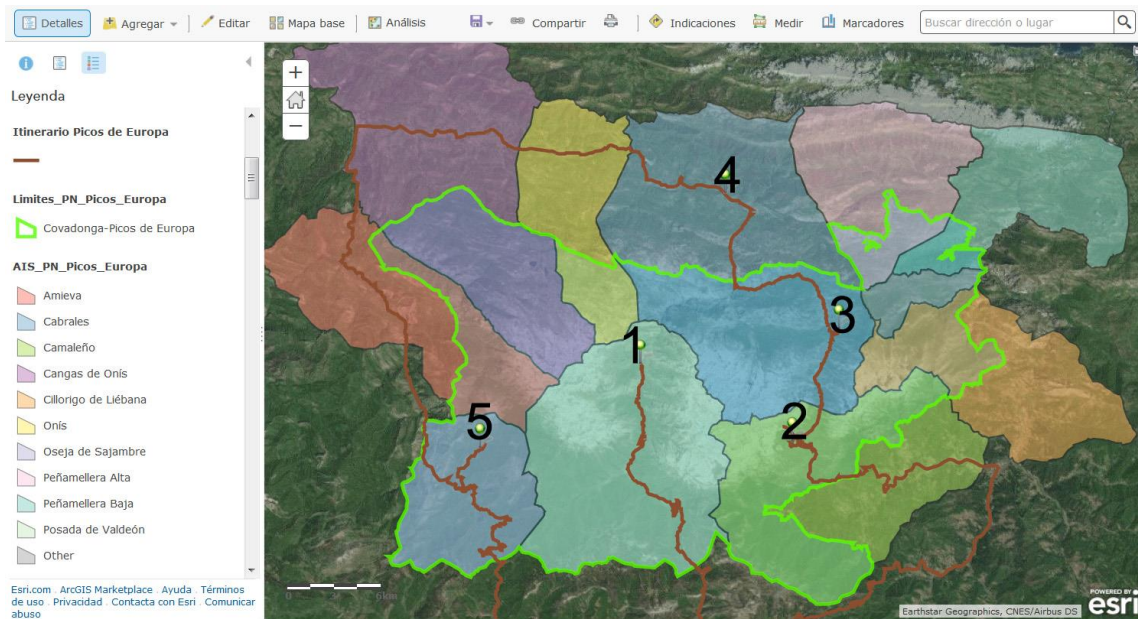 Detalles Agregar Editar Mapa base Análisis Compartir Indicaciones Medir Marcadores Buscar dirección o lugar
Leyenda
Itinerario Picos de Europa
Limites_PN_Picos_Europa
Covadonga-Picos de Europa
AIS_PN_Picos_Europa
Amieva
Cabrales
Camaleño
Cangas de Onís
Cillorigo de Liébana
Onís
Oseja de Sajambre
Peñamellera Alta
Peñamellera Baja
Posada de Valdeón
Other
Esri.com . ArcGIS Marketplace . Ayuda . Términos
de uso . Privacidad . Contacta con Esri . Comunicar
abuso
+
−
4
3
1
2
5
0 3 6km
Earthstar Geographics, CNES/Airbus DS
POWERED BY
esri